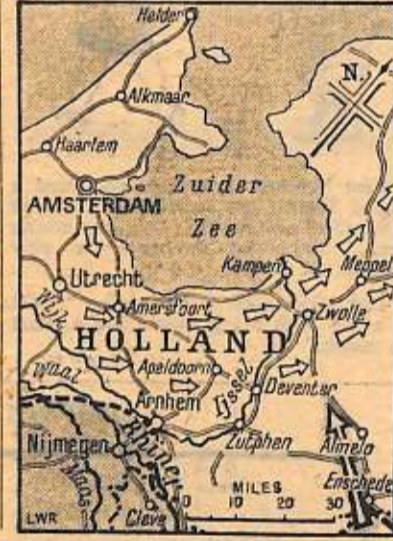 Helder
N.
Alkmaar
Haarlem
Zuider
Zee
AMSTERDAM
Kampen
Meppel
Utrecht
Wijk
Amersfoort
Zwolle
HOLLAND
Waal
Apeldoorn
Ijssel
Deventer
Arnhem
Nijmegen
Rhine
Zutphen
Almelo
Maas
Enschede
MILES
0 10 20 30
LWR
Cleve